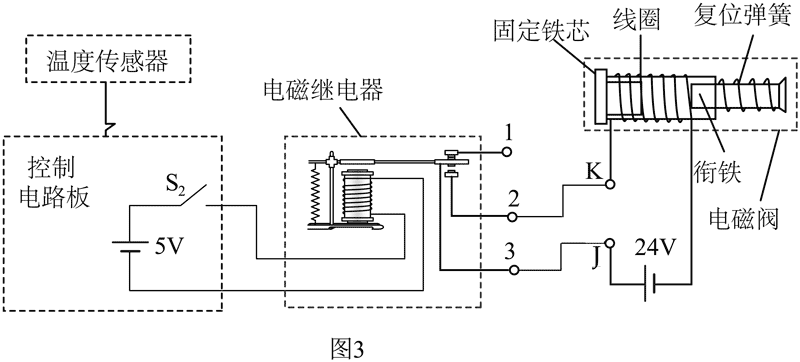 固定铁芯
线圈
复位弹簧
温度传感器
电磁继电器
1
控制
电路板
S₂
K
衔铁
2
电磁阀
5V
3
J
24V
图3